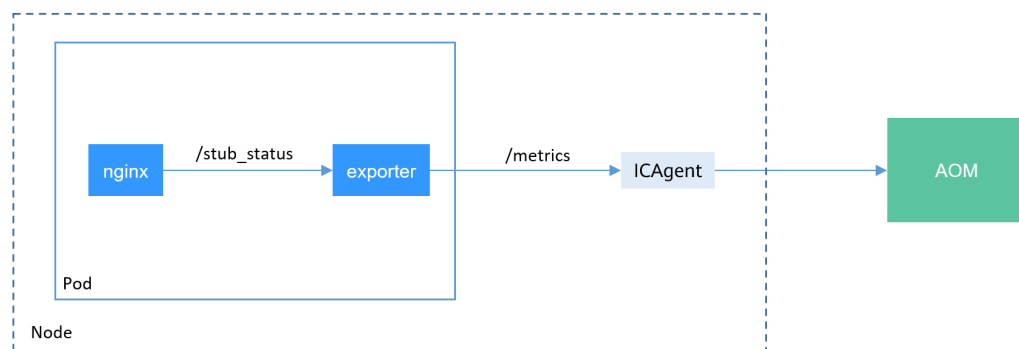 /stub_status
/metrics
nginx
exporter
ICAgent
AOM
Pod
Node